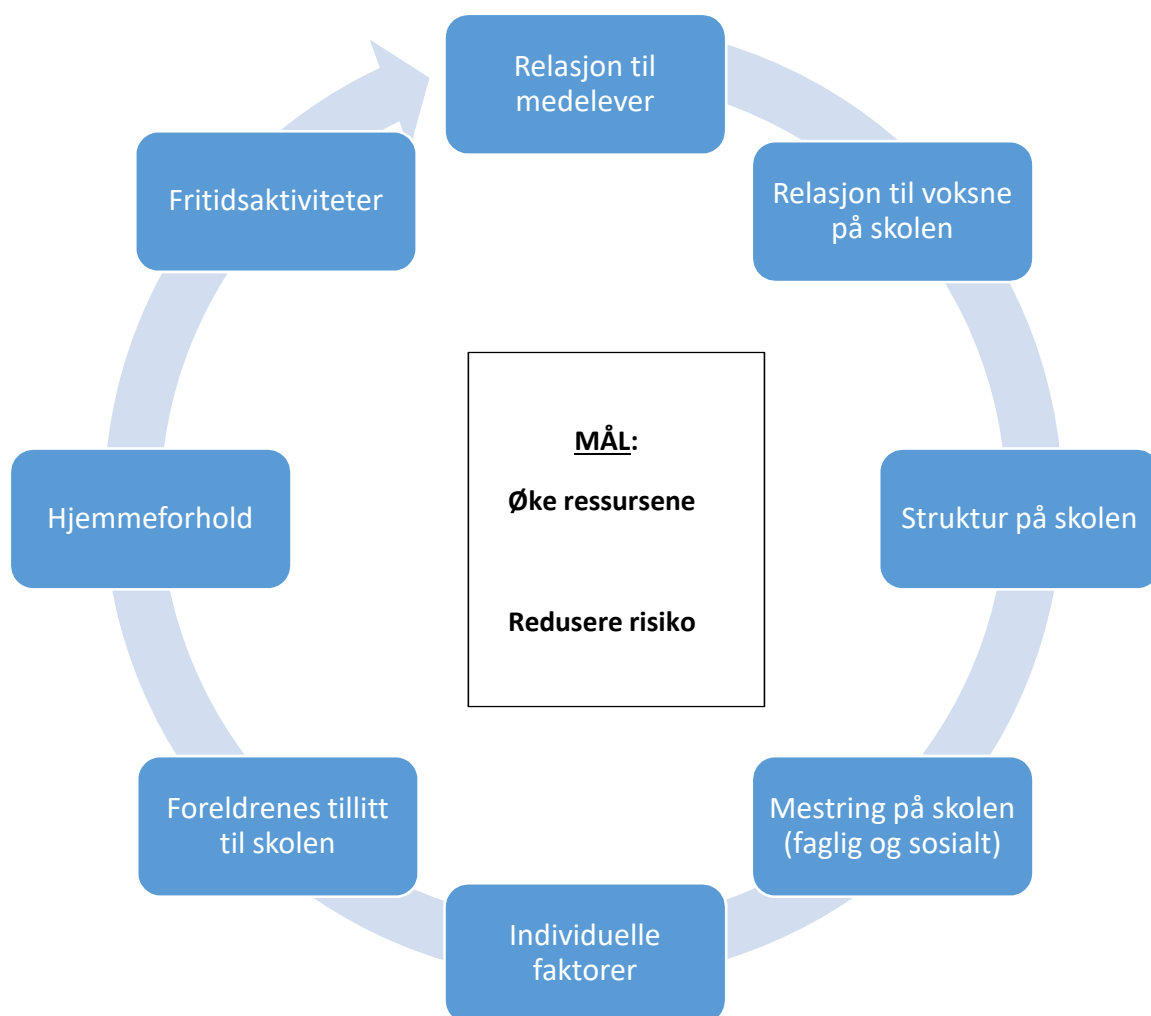 Relasjon til
medelever
Relasjon til voksne
på skolen
Struktur på skolen
Mestring på skolen
(faglig og sosialt)
Individuelle
faktorer
Foreldrenes tillitt
til skolen
Hjemmeforhold
Fritidsaktiviteter
MÅL:
Øke ressursene
Redusere risiko